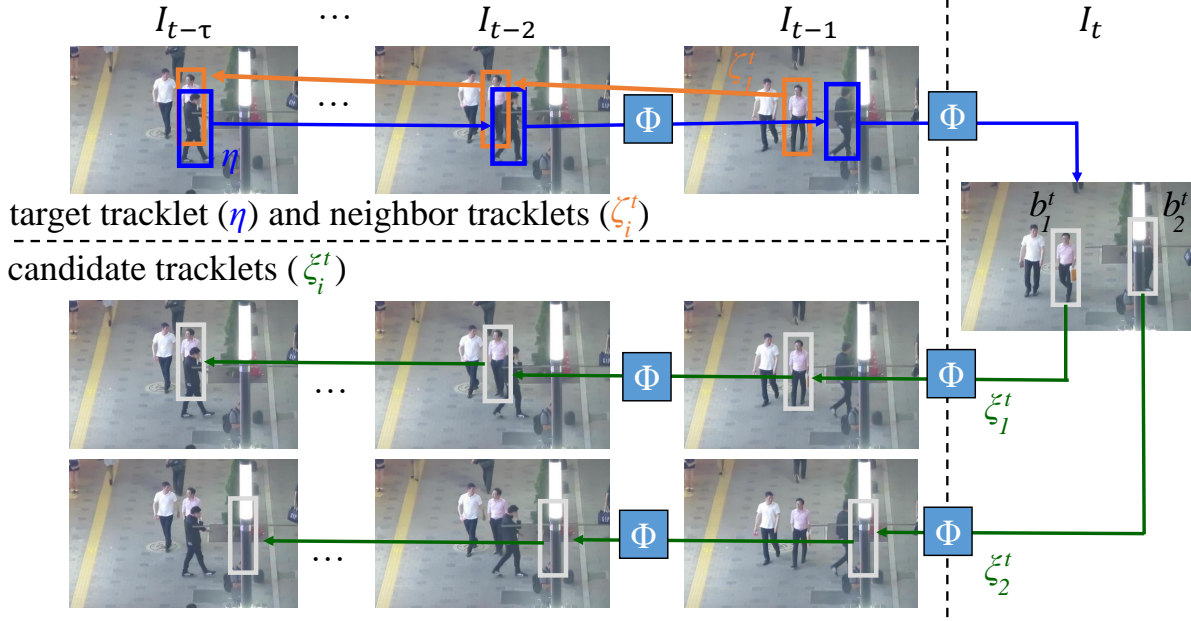 I_{t−τ} ⋯ I_{t−2} I_{t−1} I_t
ζ_1^t
⋯ Φ Φ
η
b_1^t b_2^t
target tracklet (η) and neighbor tracklets (ζ_i^t)
candidate tracklets (ξ_i^t)
⋯ Φ Φ
ξ_1^t
⋯ Φ Φ
ξ_2^t